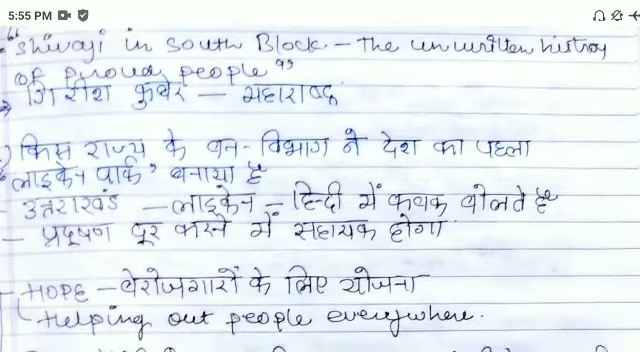 5:55 PM
"Shivaji in South Block - The unwritten histroy
of proud people"
→ गिरीश कुबेर — महाराष्ट्र
किस राज्य के वन-विभाग ने देश का पहला
'लाइकेन पार्क' बनाया है
- उत्तराखंड — लाइकेन - हिन्दी में कवक बोलते है
- प्रदूषण दूर करने में सहायक होगा
- HOPE - बेरोजगारों के लिए योजना
Helping out people everywhere.